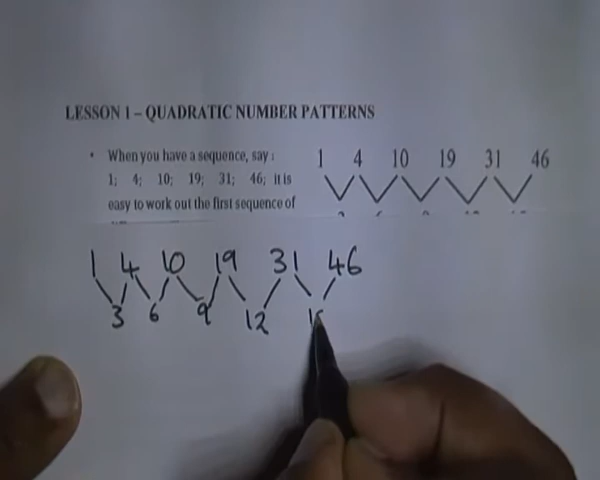 LESSON 1 – QUADRATIC NUMBER PATTERNS
• When you have a sequence, say :
1; 4; 10; 19; 31; 46; it is
easy to work out the first sequence of
1 4 10 19 31 46
1 4 10 19 31 46
3 6 9 12